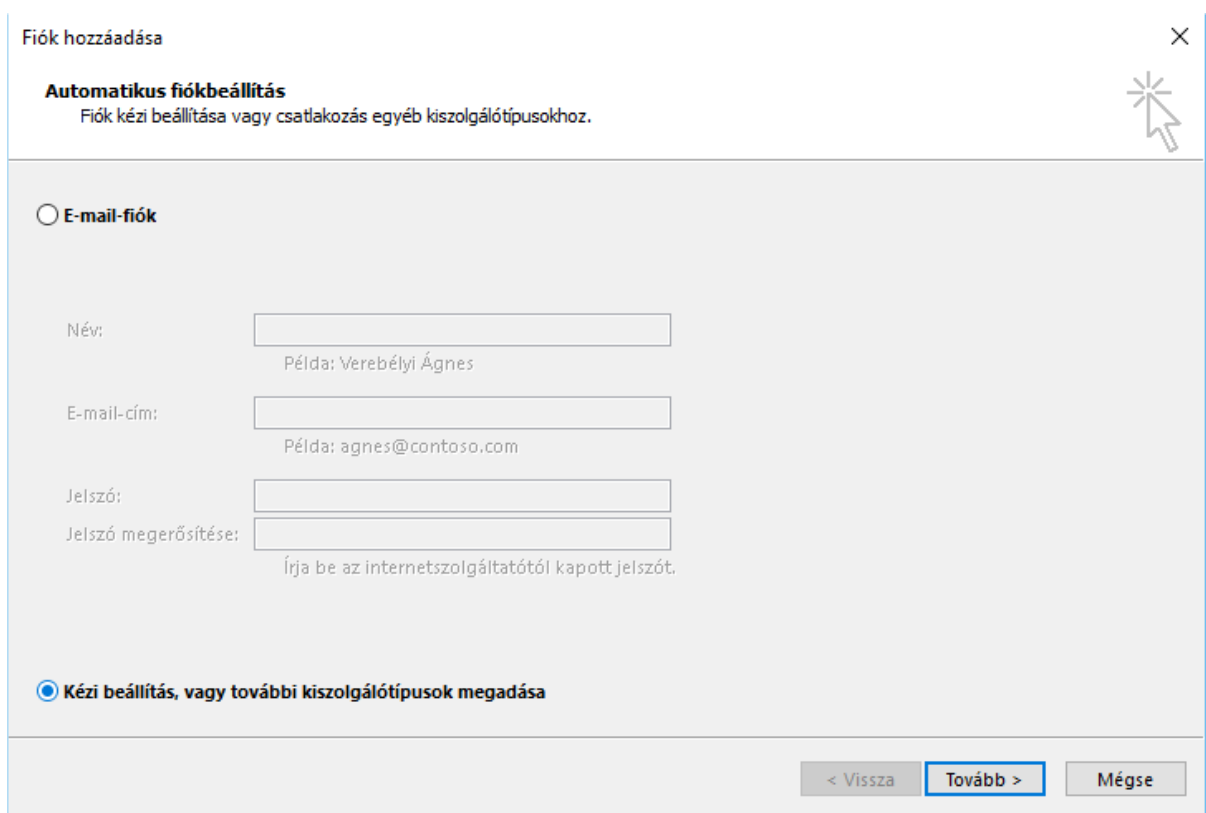 Fiók hozzáadása
Automatikus fiókbeállítás
Fiók kézi beállítása vagy csatlakozás egyéb kiszolgálótípusokhoz.
E-mail-fiók
Név:
Példa: Verebélyi Ágnes
E-mail-cím:
Példa: agnes@contoso.com
Jelszó:
Jelszó megerősítése:
Írja be az internetszolgáltatótól kapott jelszót.
Kézi beállítás, vagy további kiszolgálótípusok megadása
< Vissza Tovább > Mégse